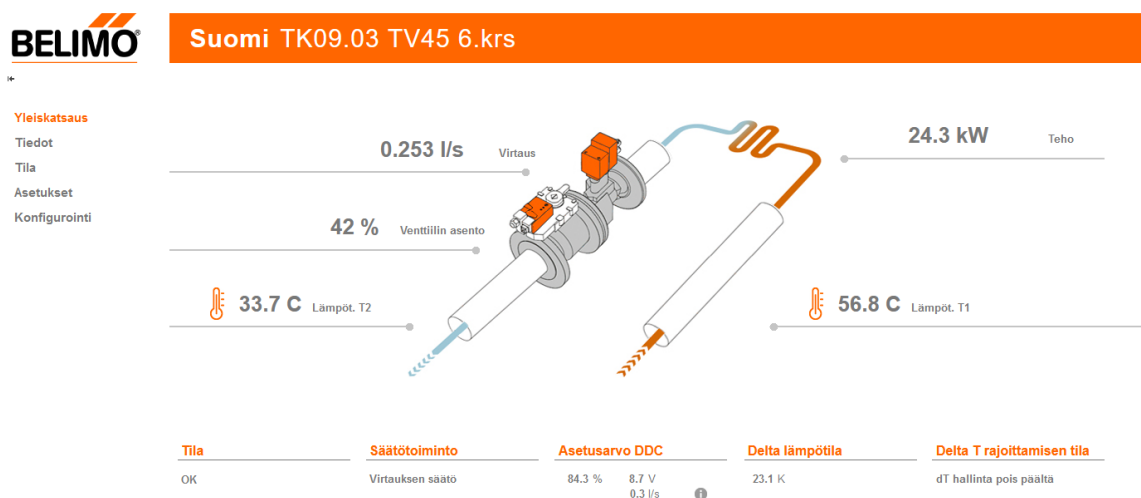 BELIMO®
Suomi TK09.03 TV45 6.krs
Yleiskatsaus
Tiedot
Tila
Asetukset
Konfigurointi
0.253 l/s Virtaus
24.3 kW Teho
42 % Venttiilin asento
33.7 C Lämpöt. T2
56.8 C Lämpöt. T1
Tila Säätötoiminto Asetusarvo DDC Delta lämpötila Delta T rajoittamisen tila
OK Virtauksen säätö 84.3 % 8.7 V 23.1 K dT hallinta pois päältä
0.3 l/s i